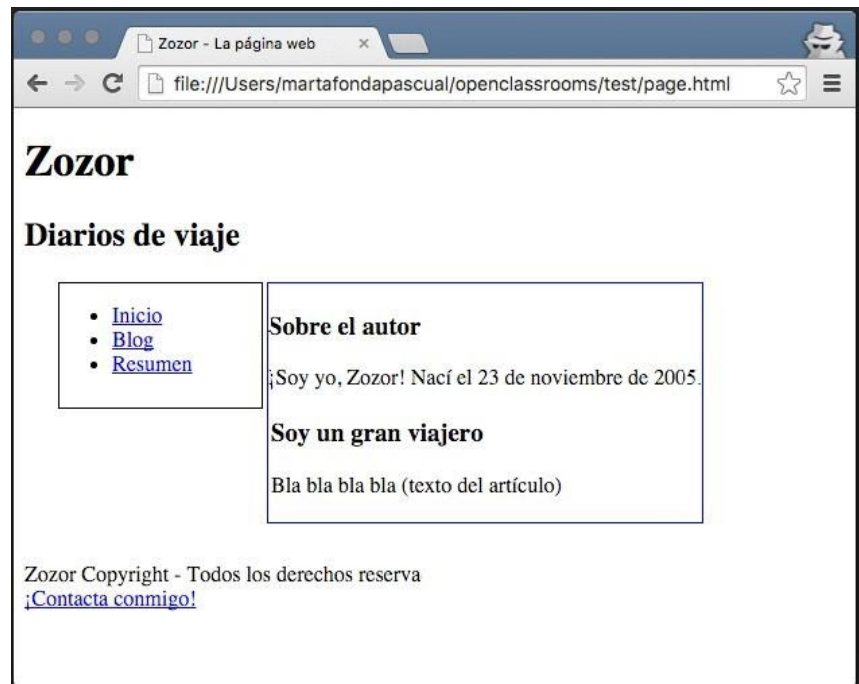 Zozor - La página web
file:///Users/martafondapascual/openclassrooms/test/page.html
Zozor
Diarios de viaje
Inicio
Blog
Resumen
Sobre el autor
¡Soy yo, Zozor! Nací el 23 de noviembre de 2005.
Soy un gran viajero
Bla bla bla bla (texto del artículo)
Zozor Copyright - Todos los derechos reserva
¡Contacta conmigo!